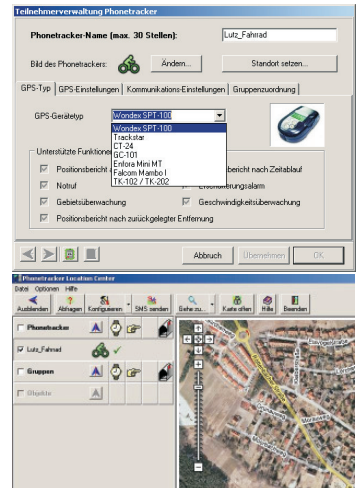 Teilnehmerverwaltung Phonetracker
Phonetracker-Name (max. 30 Stellen):
Lutz_Fahrrad
Bild des Phonetrackers:
Ändern...
Standort setzen...
GPS-Typ
GPS-Einstellungen
Kommunikations-Einstellungen
Gruppenzuordnung
GPS-Gerätetyp
Wondex SPT-100
Wondex SPT-100
Trackstar
CT-24
GC-101
Enfora Mini MT
Falcom Mambo I
TK-102 / TK-202
Unterstützte Funktionen
Positionsbericht
bericht nach Zeitablauf
Notruf
Erschütterungsalarm
Gebietsüberwachung
Geschwindigkeitsüberwachung
Positionsbericht nach zurückgelegter Entfernung
Abbruch
Übernehmen
OK
Phonetracker Location Center
Datei Optionen Hilfe
Ausblenden
Abfragen
Konfigurieren
SMS senden
Gehe zu...
Karte offen
Hilfe
Beenden
Phonetracker
Lutz_Fahrrad
Gruppen
Objekte